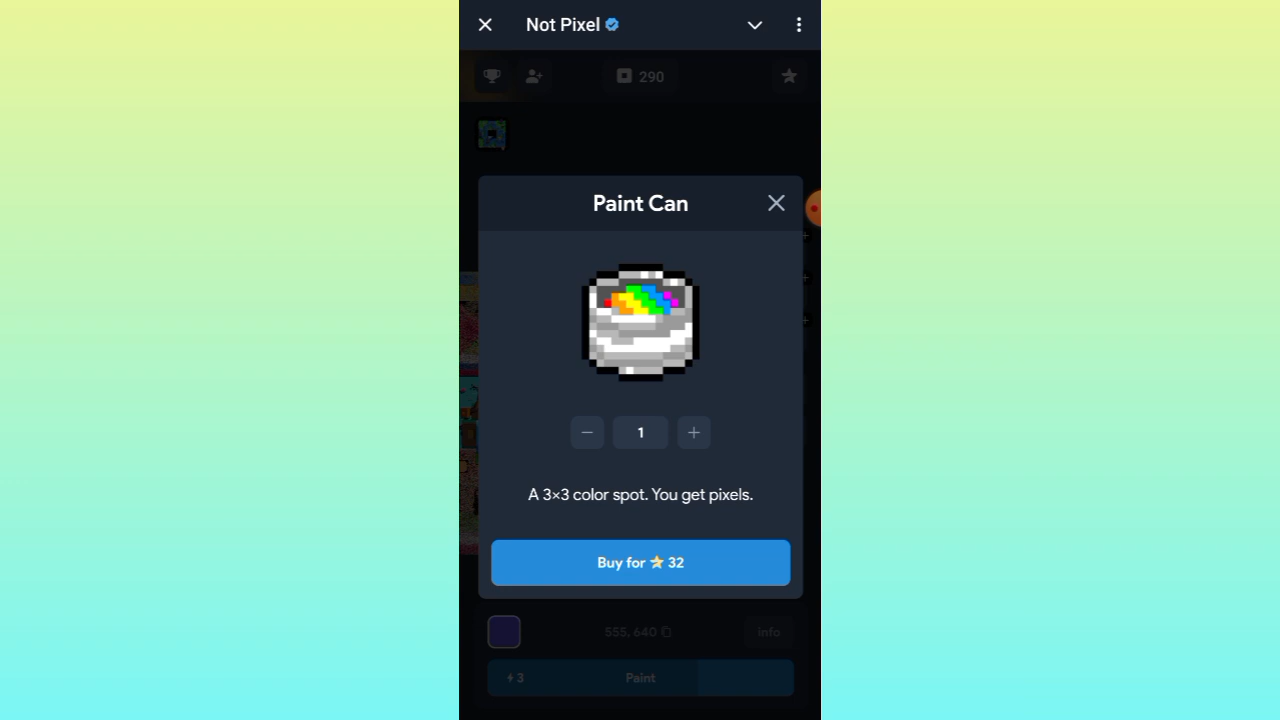 Not Pixel
290
Paint Can
1
A 3×3 color spot. You get pixels.
Buy for 32
555, 640
info
3
Paint